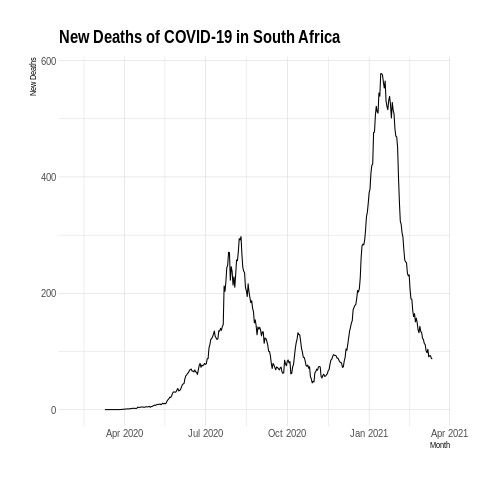 New Deaths of COVID-19 in South Africa
New Deaths
600
400
200
0
Apr 2020 Jul 2020 Oct 2020 Jan 2021 Apr 2021
Month